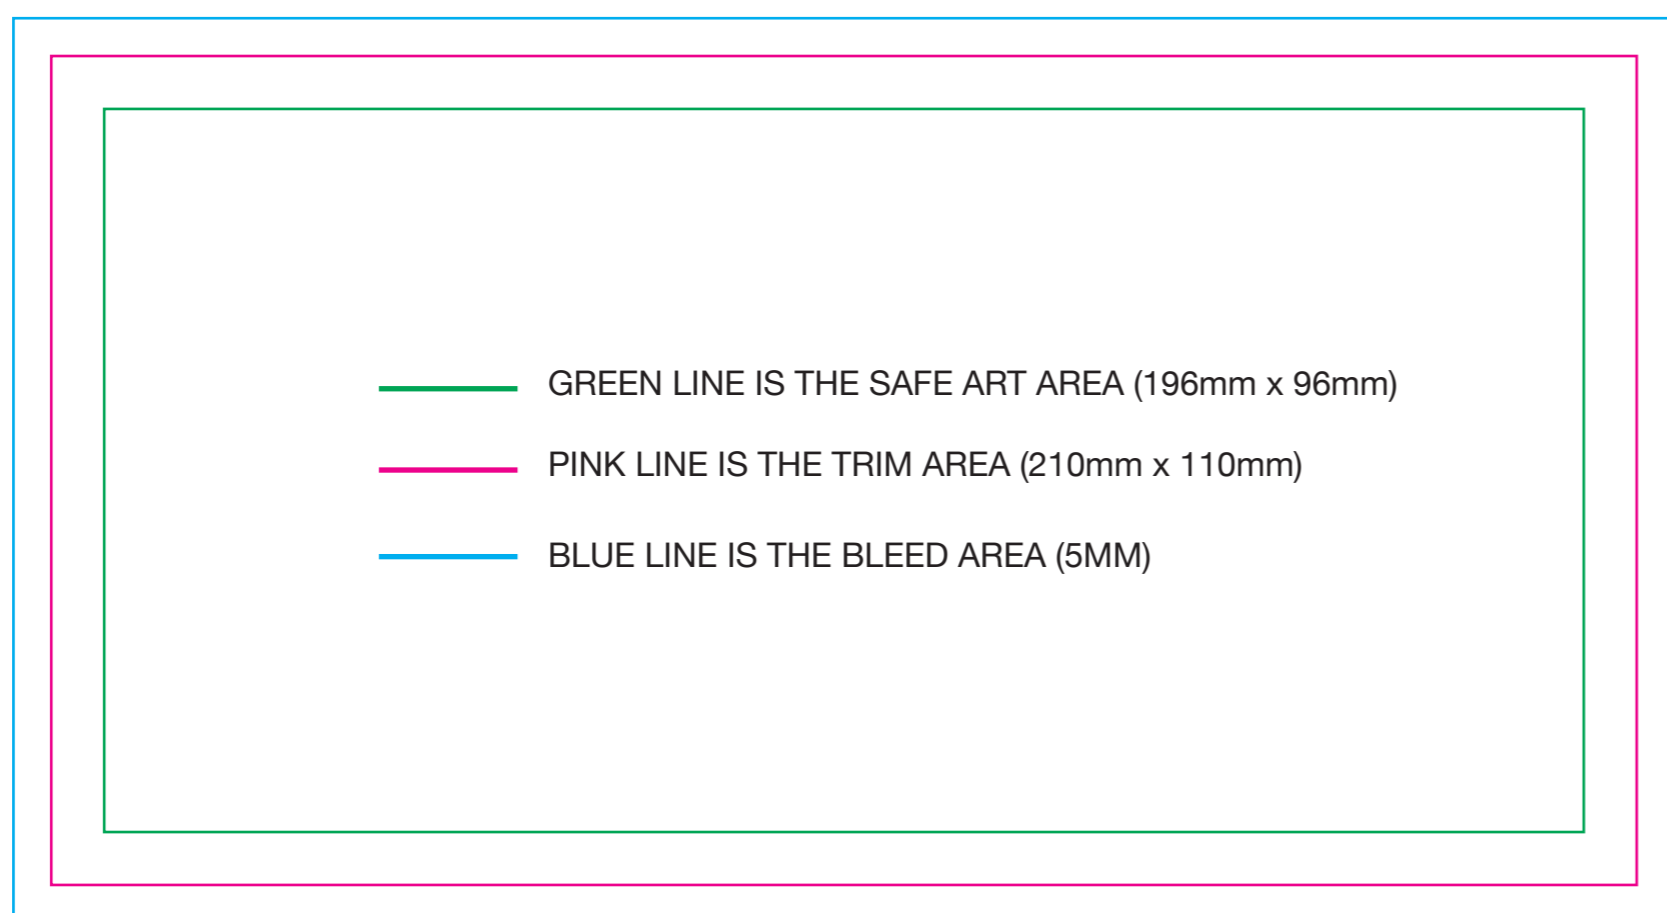 GREEN LINE IS THE SAFE ART AREA (196mm x 96mm)
PINK LINE IS THE TRIM AREA (210mm x 110mm)
BLUE LINE IS THE BLEED AREA (5MM)